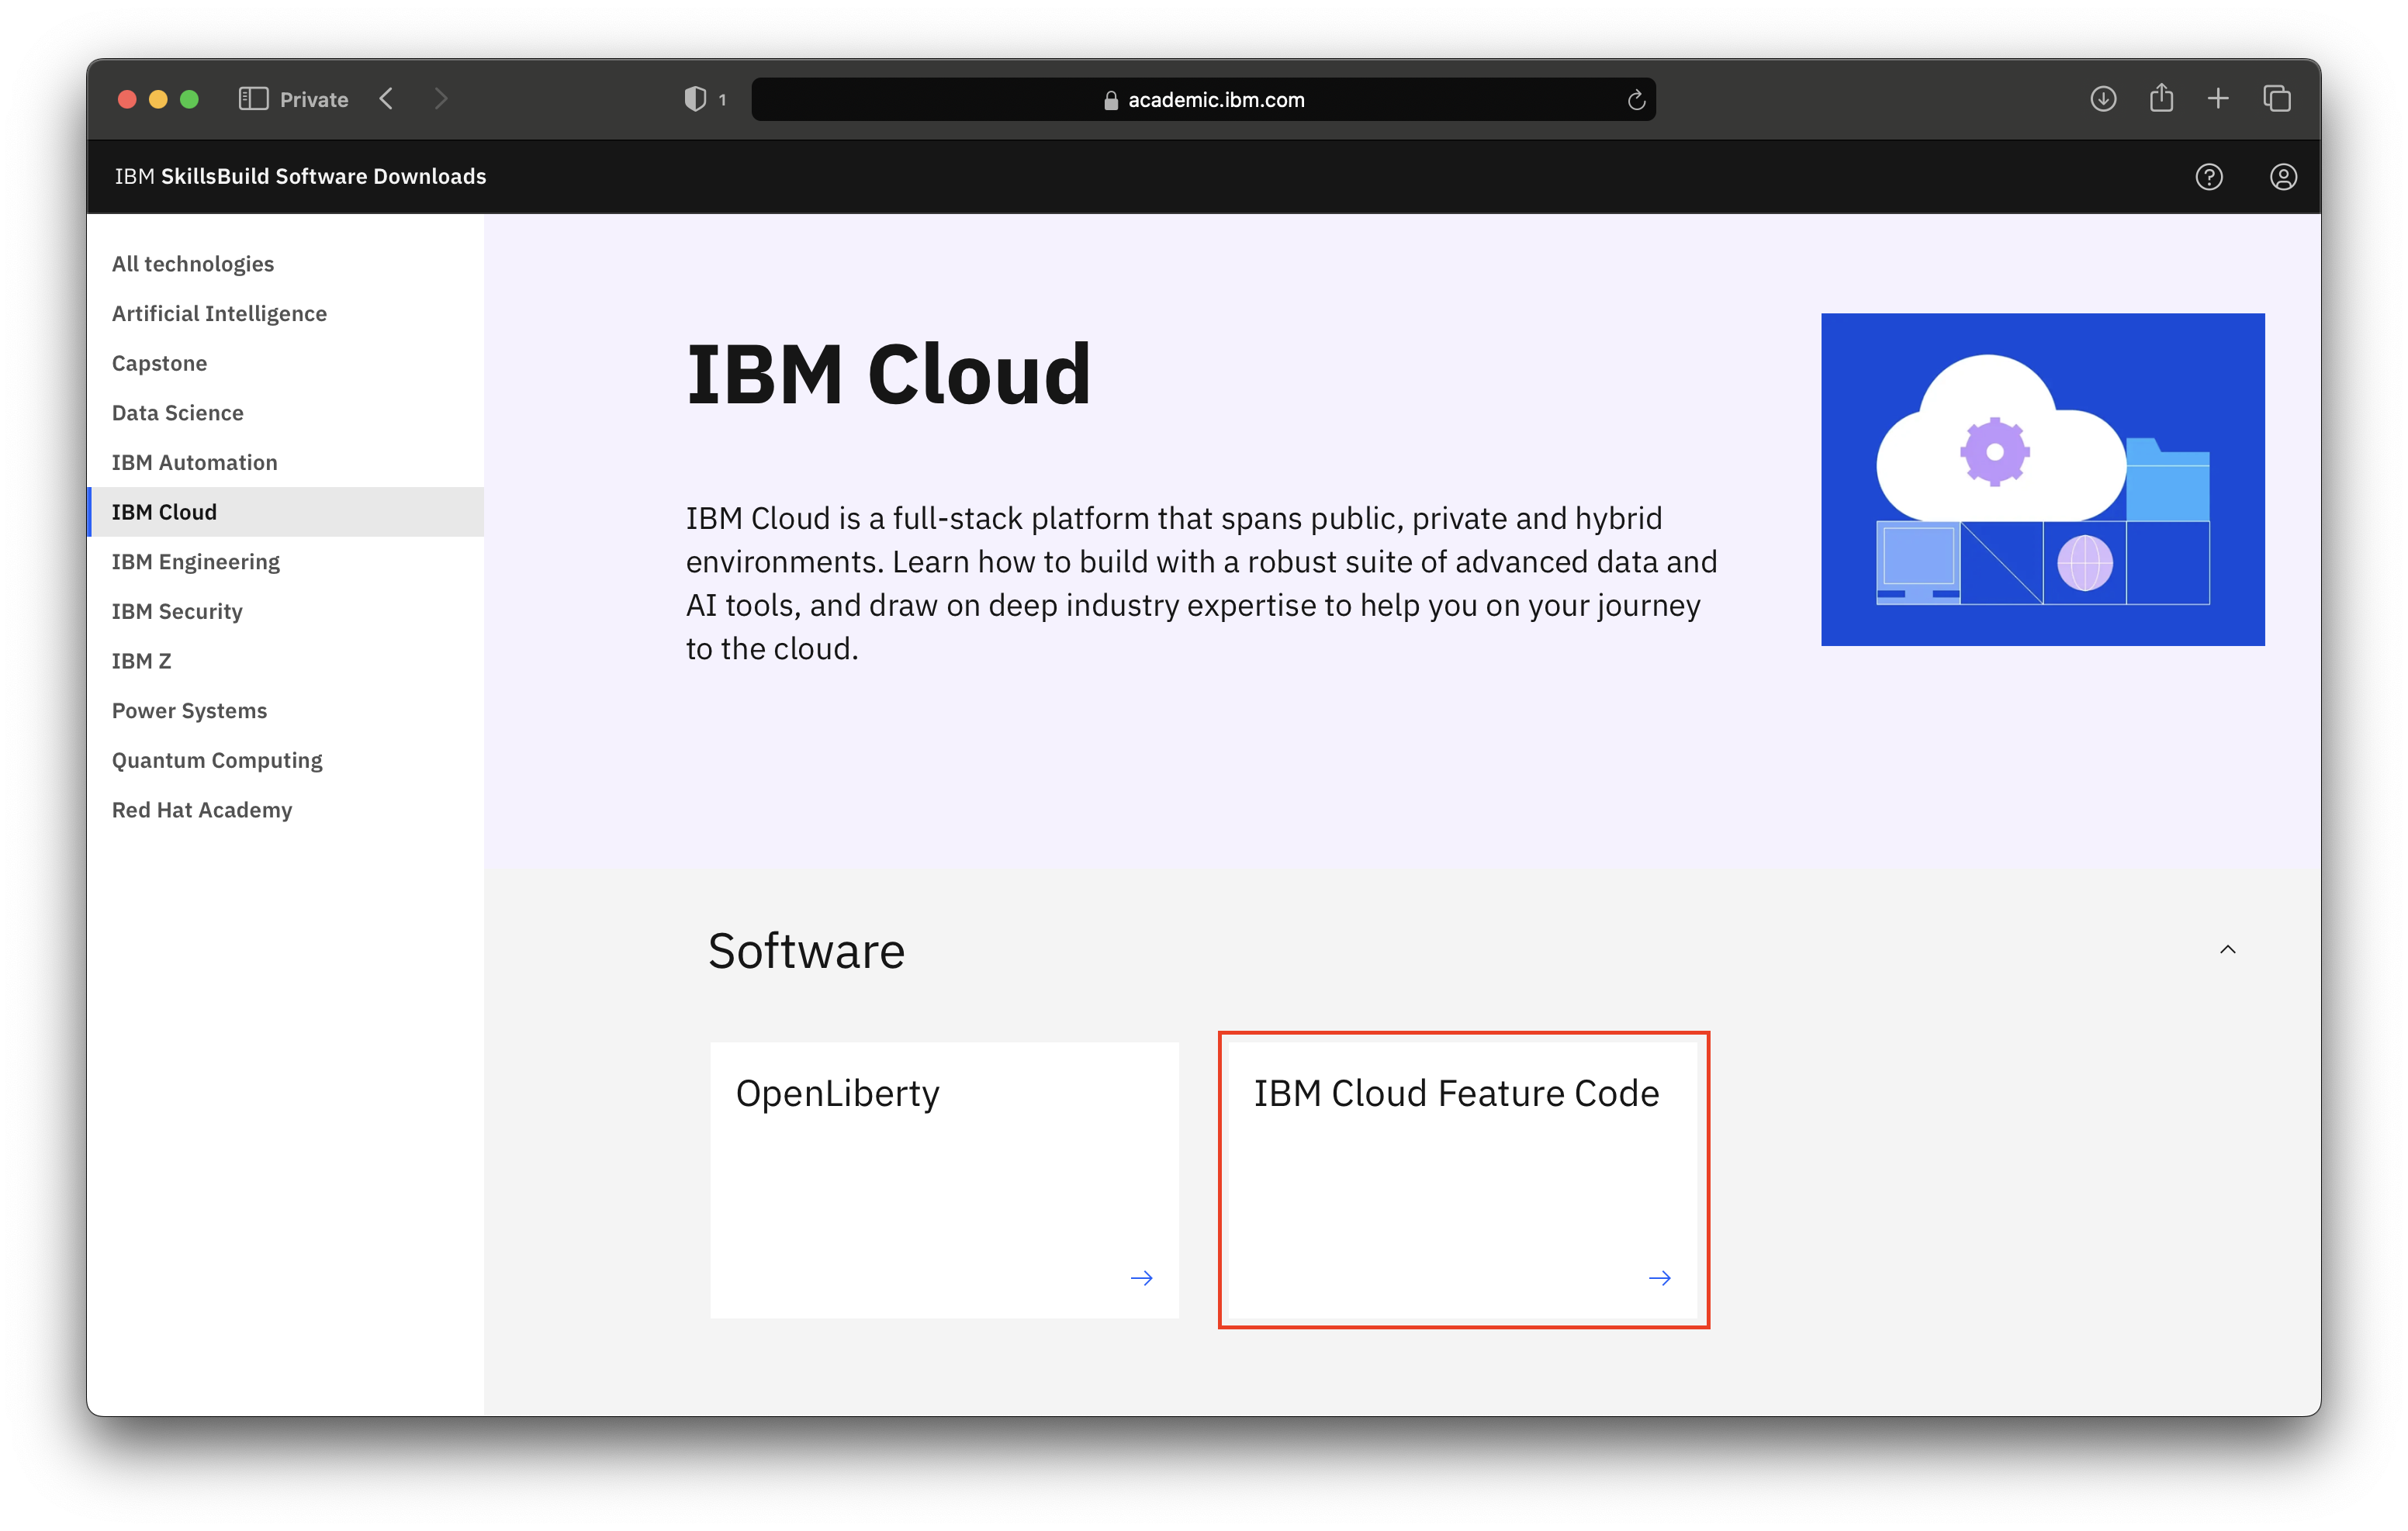 Private
1
academic.ibm.com
IBM SkillsBuild Software Downloads
All technologies
Artificial Intelligence
Capstone
Data Science
IBM Automation
IBM Cloud
IBM Engineering
IBM Security
IBM Z
Power Systems
Quantum Computing
Red Hat Academy
IBM Cloud
IBM Cloud is a full-stack platform that spans public, private and hybrid
environments. Learn how to build with a robust suite of advanced data and
AI tools, and draw on deep industry expertise to help you on your journey
to the cloud.
Software
OpenLiberty
IBM Cloud Feature Code